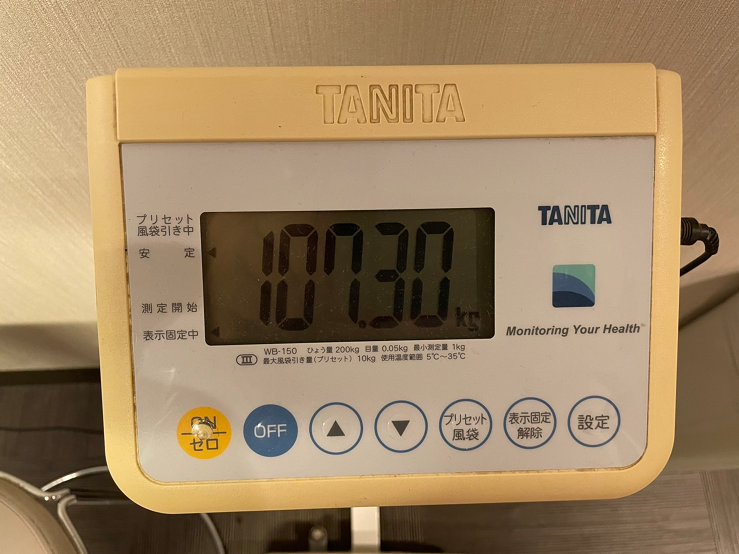 TANITA
TANITA
プリセット
風袋引き中
安 定
測定開始
表示固定中
107.30 kg
Monitoring Your Health
WB-150 ひょう量 200kg 目量 0.05kg 最小測定量 1kg
III 最大風袋引き量(プリセット) 10kg 使用温度範囲 5℃~35℃
ON
ゼロ
OFF
プリセット
風袋
表示固定
解除
設定